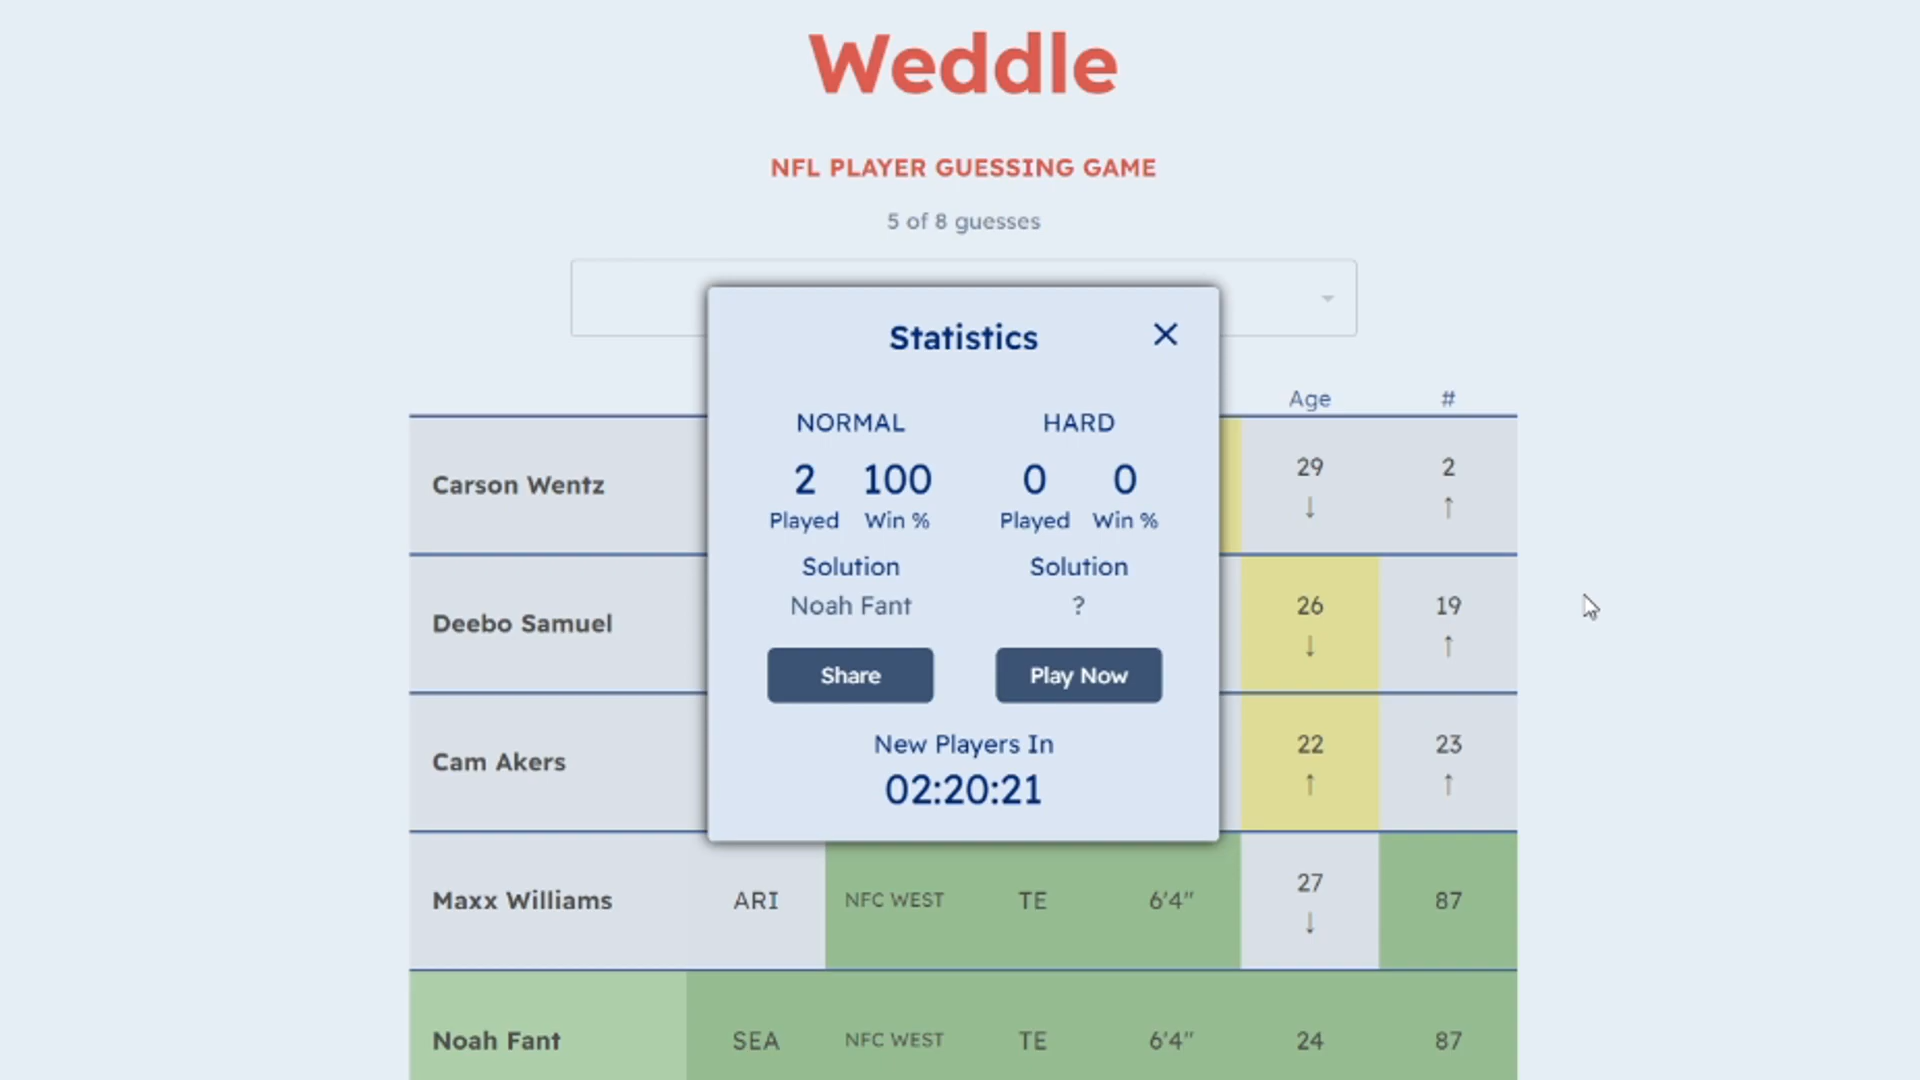 Weddle
NFL PLAYER GUESSING GAME
5 of 8 guesses
Statistics
NORMAL HARD
2 100 0 0
Played Win % Played Win %
Solution Solution
Noah Fant ?
Share Play Now
New Players In
02:20:21
Age #
Carson Wentz 29 2
↓ ↑
Deebo Samuel 26 19
↓ ↑
Cam Akers 22 23
↑ ↑
Maxx Williams ARI NFC WEST TE 6'4" 27 87
↓
Noah Fant SEA NFC WEST TE 6'4" 24 87